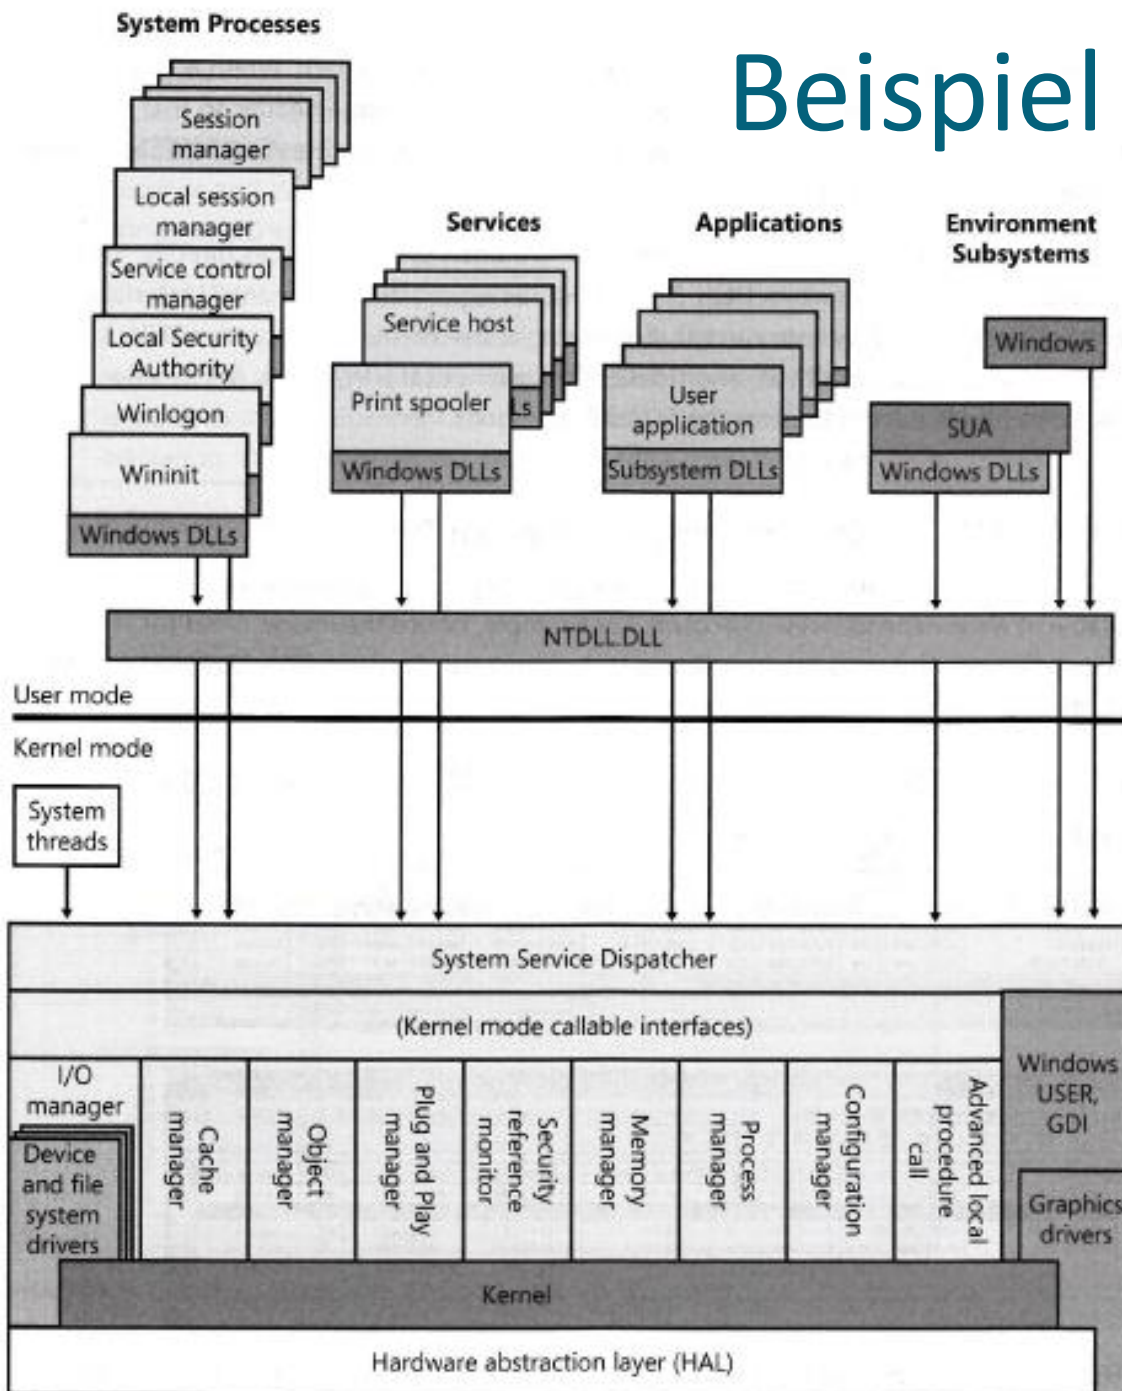 System Processes
Beispiel
Session
manager
Local session
manager
Service control
manager
Local Security
Authority
Winlogon
Wininit
Windows DLLs
Services
Service host
Print spooler
Ls
Windows DLLs
Applications
User
application
Subsystem DLLs
Environment
Subsystems
Windows
SUA
Windows DLLs
NTDLL.DLL
User mode
Kernel mode
System
threads
System Service Dispatcher
(Kernel mode callable interfaces)
I/O
manager
Device
and file
system
drivers
Cache
manager
Object
manager
Plug and Play
manager
Security
reference
monitor
Memory
manager
Process
manager
Configuration
manager
Advanced local
procedure
call
Windows
USER,
GDI
Graphics
drivers
Kernel
Hardware abstraction layer (HAL)